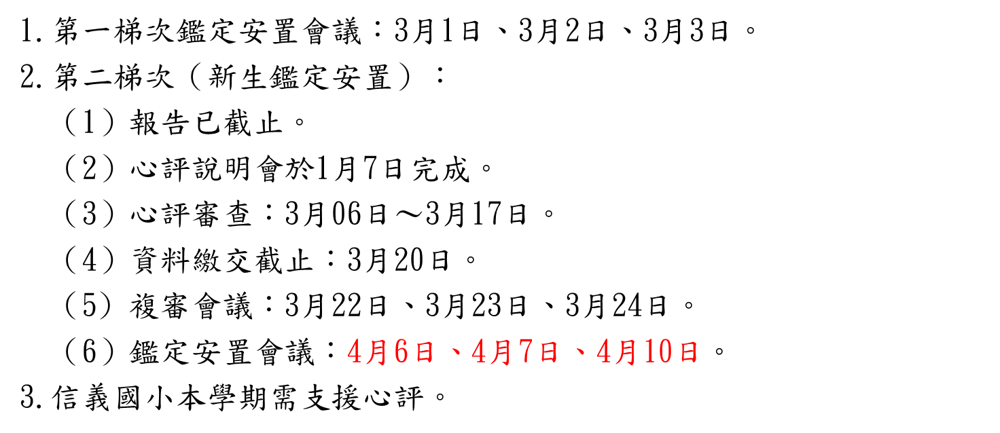 1. 第一梯次鑑定安置會議：3月1日、3月2日、3月3日。
2. 第二梯次（新生鑑定安置）：
（1）報告已截止。
（2）心評說明會於1月7日完成。
（3）心評審查：3月06日～3月17日。
（4）資料繳交截止：3月20日。
（5）複審會議：3月22日、3月23日、3月24日。
（6）鑑定安置會議：4月6日、4月7日、4月10日。
3. 信義國小本學期需支援心評。